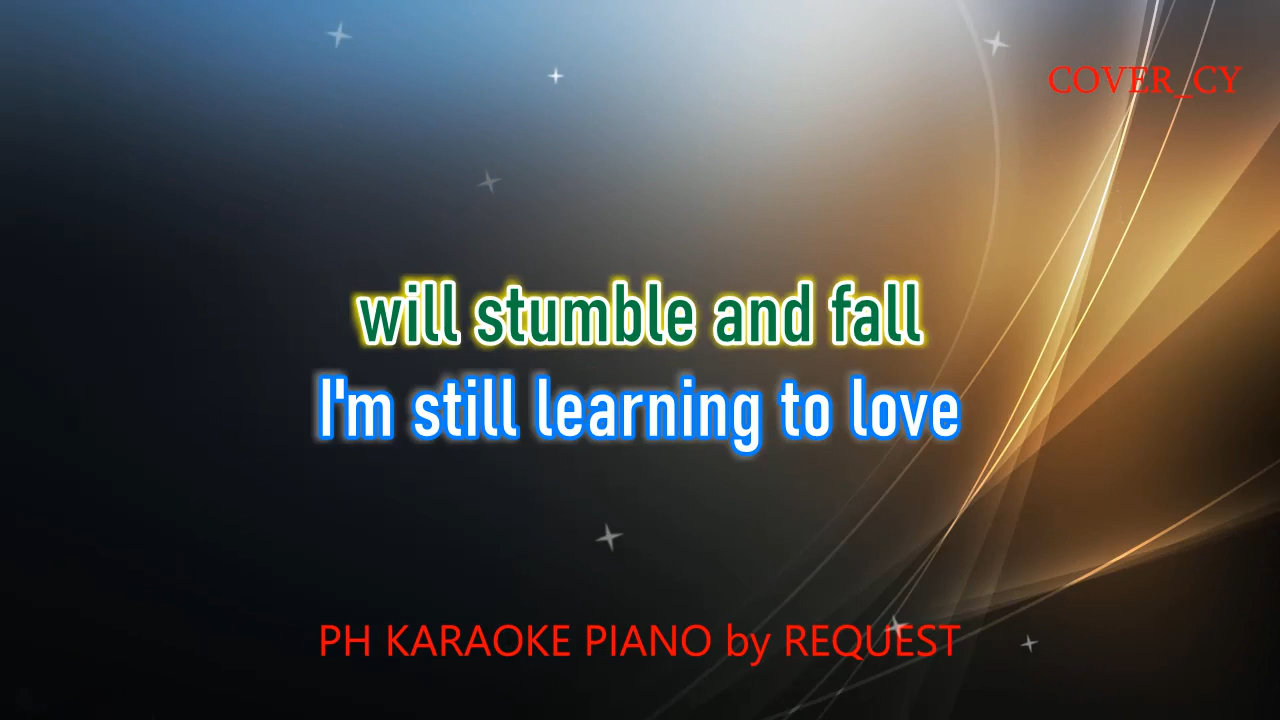 COVER_CY
will stumble and fall
I'm still learning to love
PH KARAOKE PIANO by REQUEST